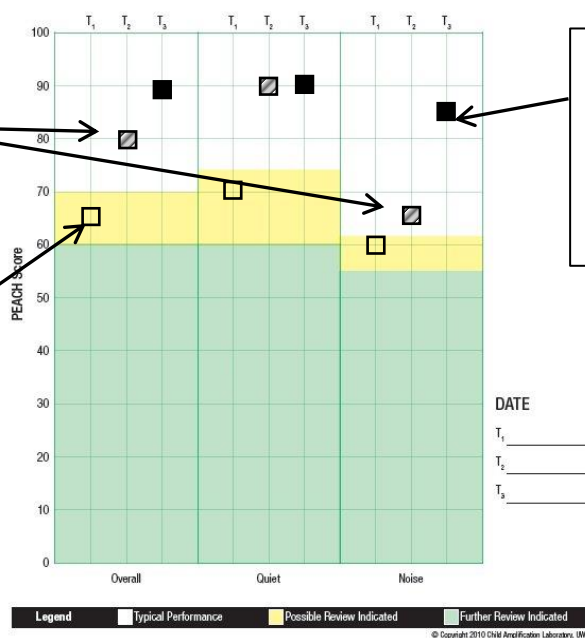 T1 T2 T3 T1 T2 T3 T1 T2 T3
100
90
80
70
60
50
40
30
20
10
0
PEACH Score
Overall Quiet Noise
DATE
T1
T2
T3
Legend Typical Performance Possible Review Indicated Further Review Indicated
© Copyright 2010 Child Amplification Laboratory, UW